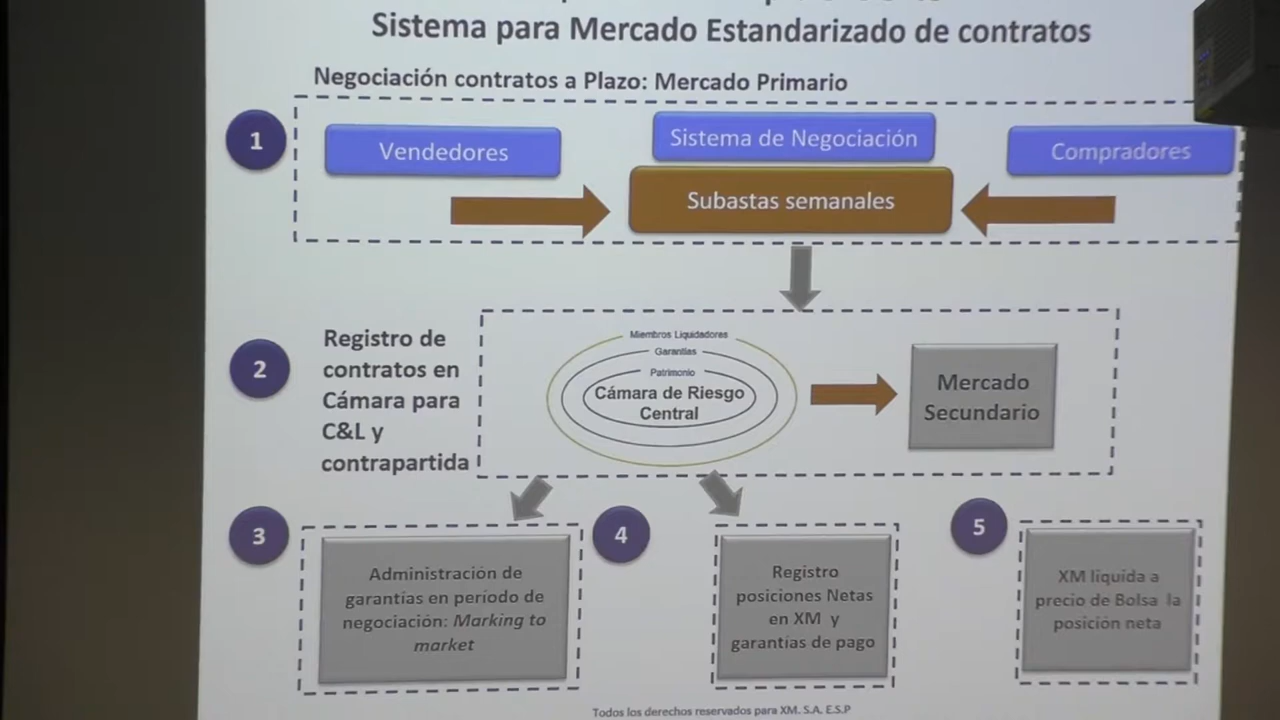 Sistema para Mercado Estandarizado de contratos
Negociación contratos a Plazo: Mercado Primario
1
Vendedores
Sistema de Negociación
Compradores
Subastas semanales
2
Registro de
contratos en
Cámara para
C&L y
contrapartida
Miembros Liquidadores
Garantías
Patrimonio
Cámara de Riesgo
Central
Mercado
Secundario
3
Administración de
garantías en período de
negociación: Marking to
market
4
Registro
posiciones Netas
en XM y
garantías de pago
5
XM liquida a
precio de Bolsa la
posición neta
Todos los derechos reservados para XM. S.A. E.S.P